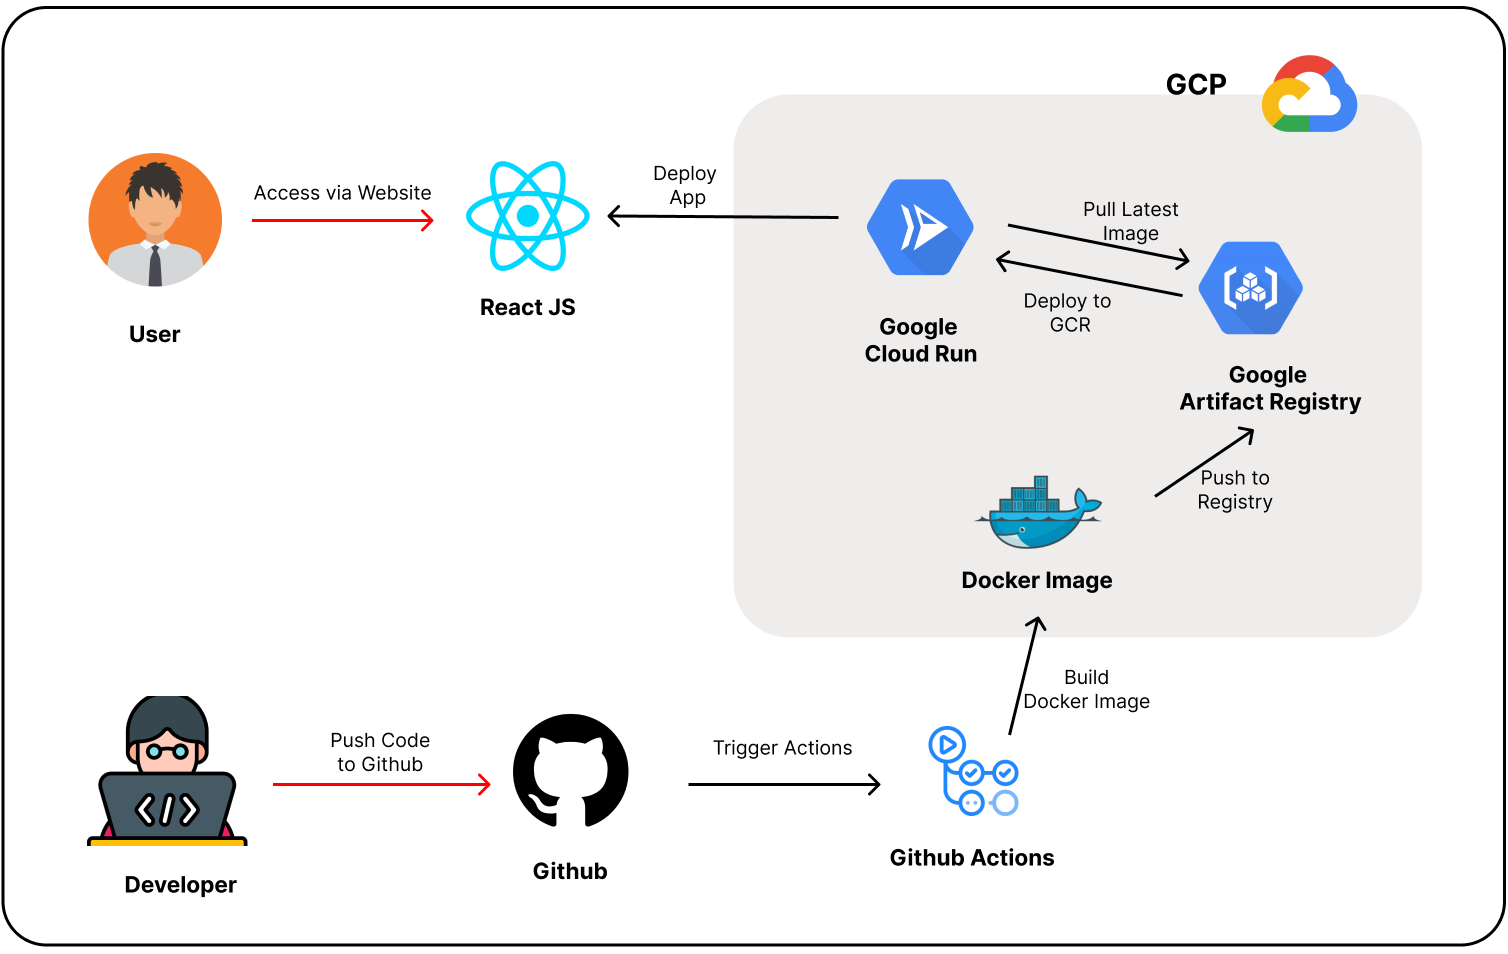 GCP
Access via Website
Deploy
App
Pull Latest
Image
Deploy to
GCR
User
React JS
Google
Cloud Run
Google
Artifact Registry
Push to
Registry
Docker Image
Build
Docker Image
Push Code
to Github
Trigger Actions
Developer
Github
Github Actions